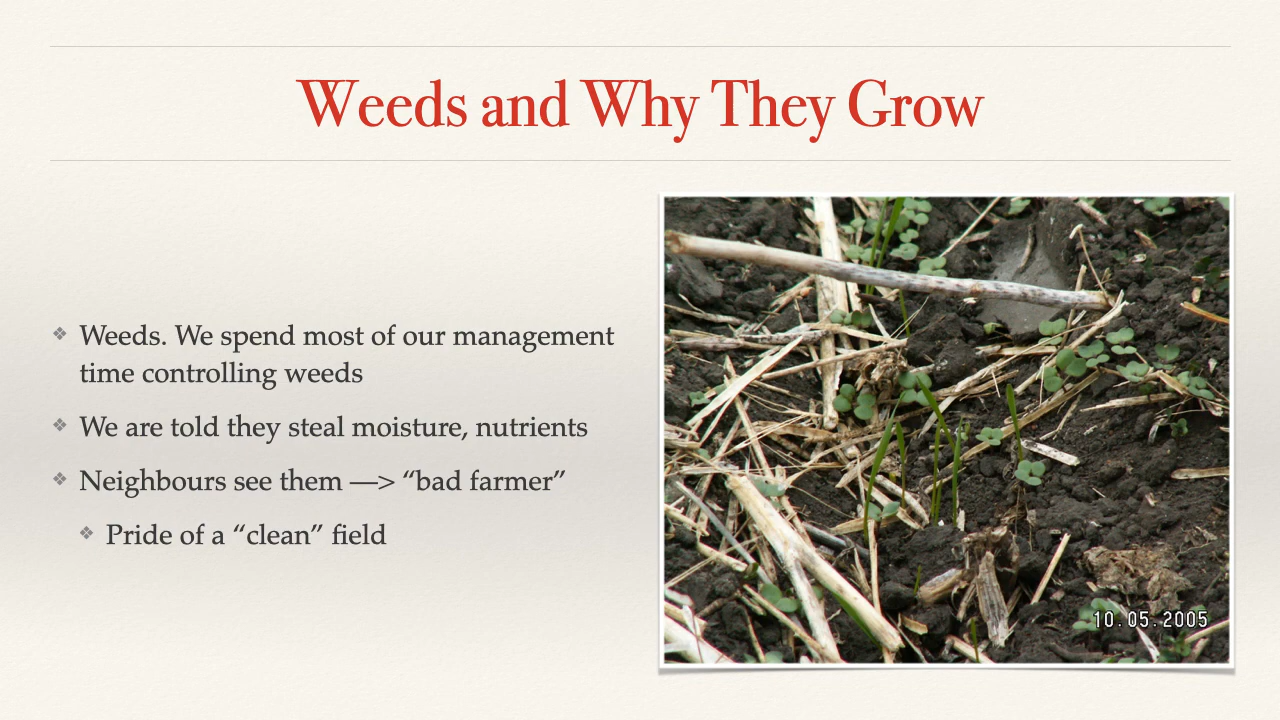 Weeds and Why They Grow
❖ Weeds. We spend most of our management
time controlling weeds
❖ We are told they steal moisture, nutrients
❖ Neighbours see them —> “bad farmer”
❖ Pride of a “clean” field
10.05.2005